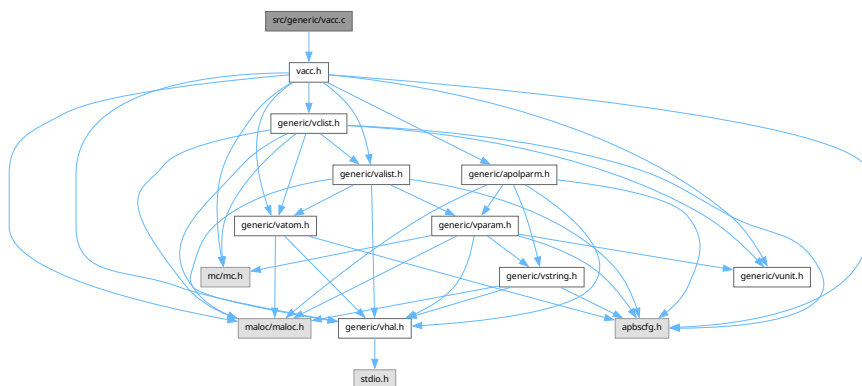 src/generic/vacc.c
vacc.h
generic/vclist.h
generic/valist.h
generic/apolparm.h
generic/vatom.h
generic/vparam.h
mc/mc.h
generic/vstring.h
generic/vunit.h
maloc/maloc.h
generic/vhal.h
apbscfg.h
stdio.h